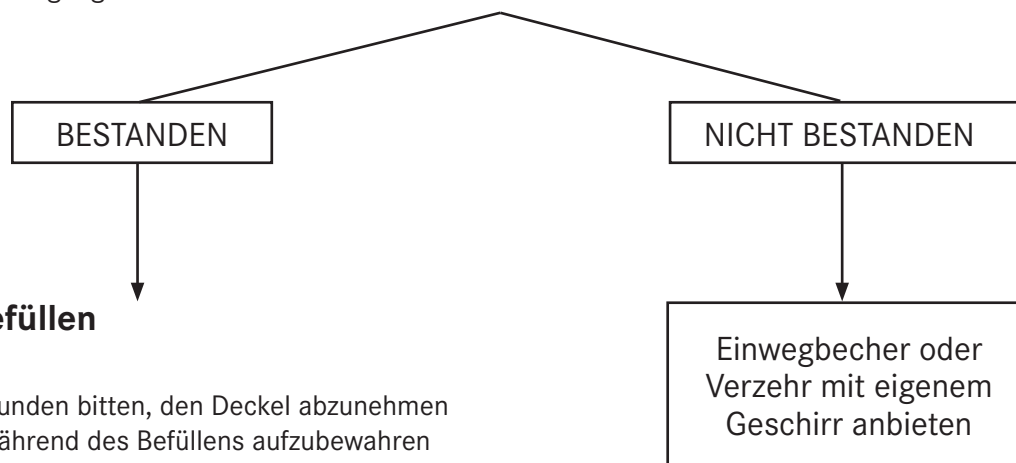 BESTANDEN
NICHT BESTANDEN
efüllen
unden bitten, den Deckel abzunehmen
ährend des Befüllens aufzubewahren
Einwegbecher oder
Verzehr mit eigenem
Geschirr anbieten